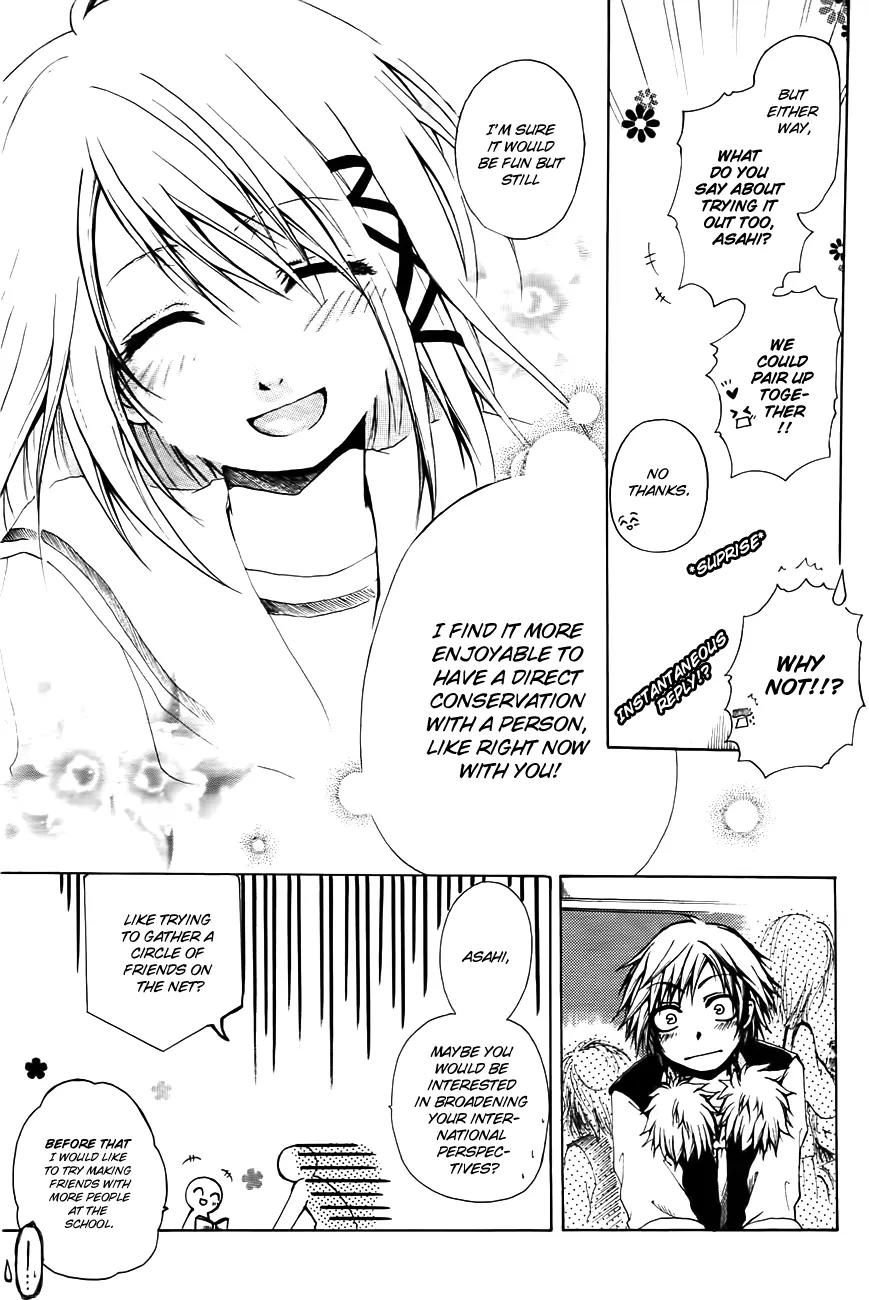 BUT
EITHER
WAY,
WHAT
DO YOU
SAY ABOUT
TRYING IT
OUT TOO,
ASAHI?
WE
COULD
PAIR UP
TOGE-
THER
!!
NO
THANKS.
*SUPRISE*
INSTANTANEOUS
REPLY!?
WHY
NOT!!?
I'M SURE
IT WOULD
BE FUN BUT
STILL
I FIND IT MORE
ENJOYABLE TO
HAVE A DIRECT
CONSERVATION
WITH A PERSON,
LIKE RIGHT NOW
WITH YOU!
ASAHI,
MAYBE YOU
WOULD BE
INTERESTED
IN BROADENING
YOUR INTER-
NATIONAL
PERSPEC-
TIVES?
LIKE TRYING
TO GATHER A
CIRCLE OF
FRIENDS ON
THE NET?
BEFORE THAT
I WOULD LIKE
TO TRY MAKING
FRIENDS WITH
MORE PEOPLE
AT THE
SCHOOL.
!...